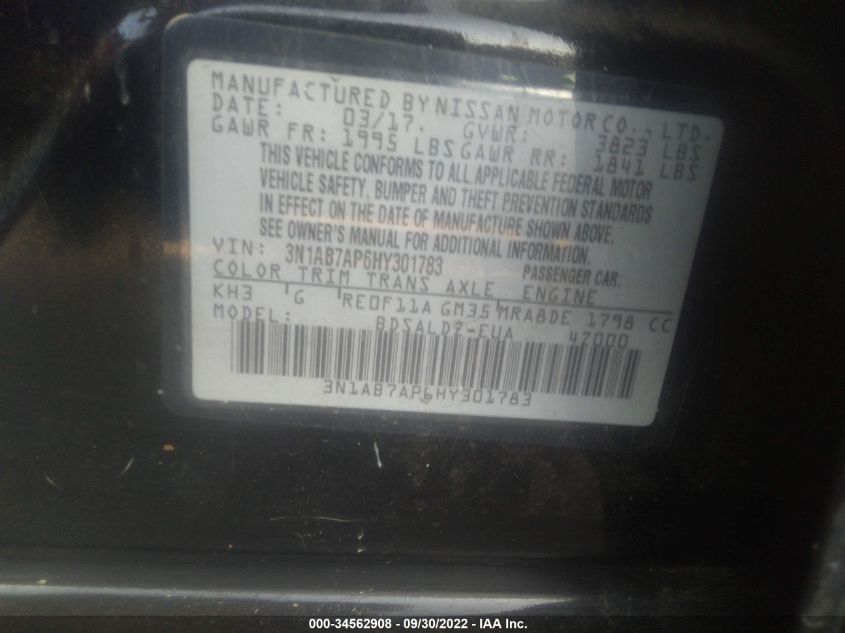 MANUFACTURED BY NISSAN MOTOR CO., LTD.
DATE: 03/17. GVWR: 3823 LBS
GAWR FR: 1995 LBS GAWR RR: 1841 LBS
THIS VEHICLE CONFORMS TO ALL APPLICABLE FEDERAL MOTOR
VEHICLE SAFETY, BUMPER AND THEFT PREVENTION STANDARDS
IN EFFECT ON THE DATE OF MANUFACTURE SHOWN ABOVE.
SEE OWNER'S MANUAL FOR ADDITIONAL INFORMATION.
VIN: 3N1AB7AP6HY301783 PASSENGER CAR.
COLOR TRIM TRANS AXLE ENGINE
KH3 G RE0F11A GM35 MRA8DE 1798 CC
MODEL: BDSALDZ-EUA 4Z000
3N1AB7AP6HY301783
000-34562908 - 09/30/2022 - IAA Inc.